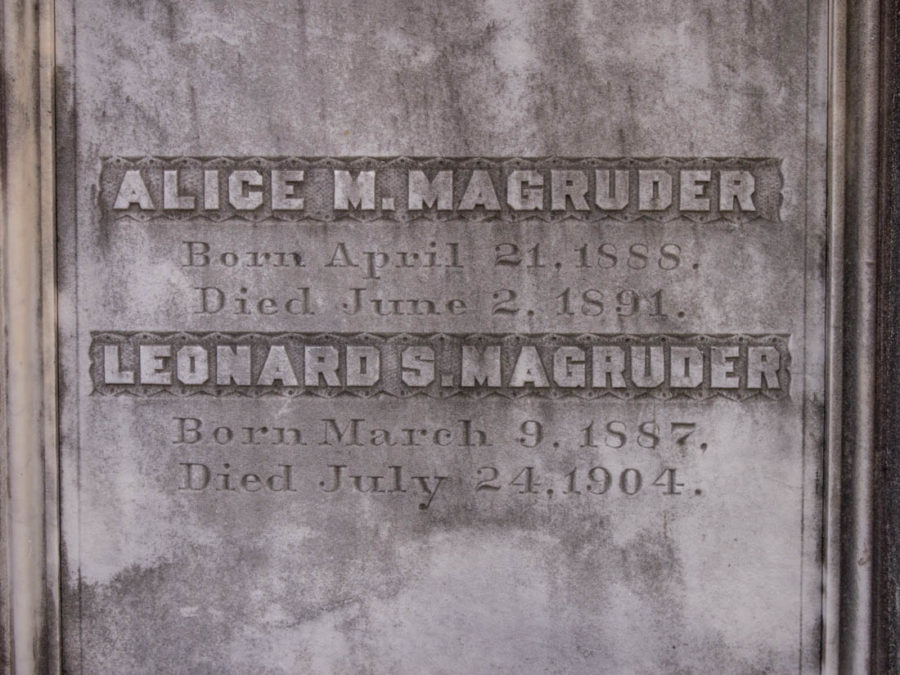 ALICE M. MAGRUDER
Born April 21, 1888.
Died June 2, 1891.
LEONARD S. MAGRUDER
Born March 9, 1887,
Died July 24, 1904.